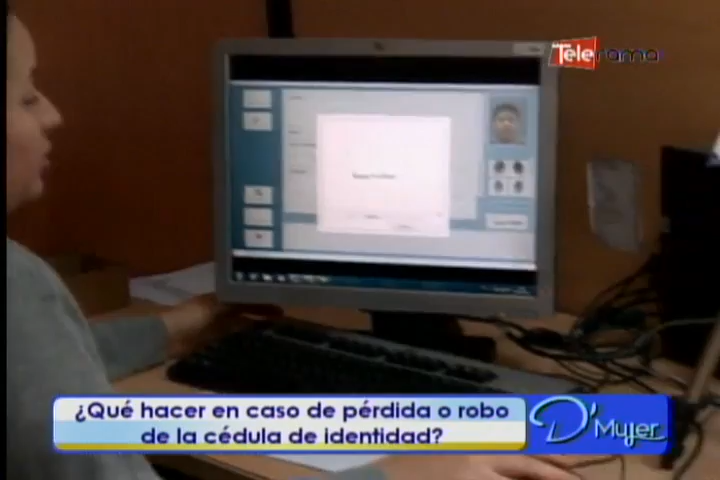 Telerama
¿Qué hacer en caso de pérdida o robo
de la cédula de identidad?
D' Mujer